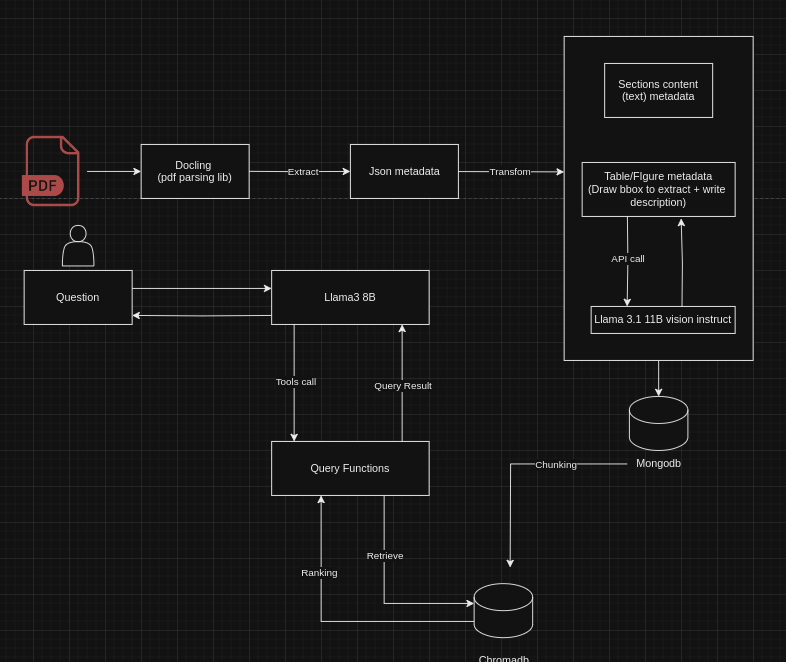 Sections content
(text) metadata
PDF
Docling
(pdf parsing lib)
Extract
Json metadata
Transfom
Table/FIgure metadata
(Draw bbox to extract + write
description)
API call
Llama 3.1 11B vision instruct
Question
Llama3 8B
Tools call
Query Result
Query Functions
Mongodb
Chunking
Retrieve
Ranking
Chromadb